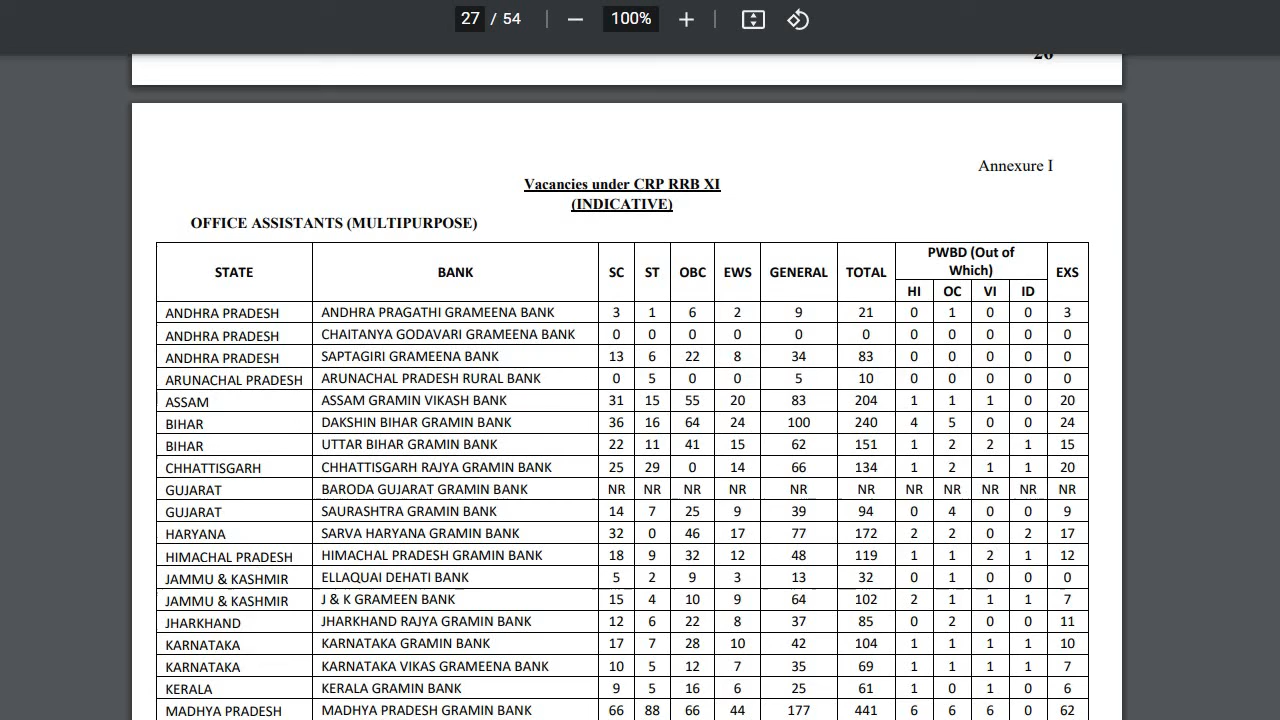 27 / 54
100%
26
Annexure I
Vacancies under CRP RRB XI
(INDICATIVE)
OFFICE ASSISTANTS (MULTIPURPOSE)
STATE BANK SC ST OBC EWS GENERAL TOTAL PWBD (Out of Which) EXS
HI OC VI ID
ANDHRA PRADESH ANDHRA PRAGATHI GRAMEENA BANK 3 1 6 2 9 21 0 1 0 0 3
ANDHRA PRADESH CHAITANYA GODAVARI GRAMEENA BANK 0 0 0 0 0 0 0 0 0 0 0
ANDHRA PRADESH SAPTAGIRI GRAMEENA BANK 13 6 22 8 34 83 0 0 0 0 0
ARUNACHAL PRADESH ARUNACHAL PRADESH RURAL BANK 0 5 0 0 5 10 0 0 0 0 0
ASSAM ASSAM GRAMIN VIKASH BANK 31 15 55 20 83 204 1 1 1 0 20
BIHAR DAKSHIN BIHAR GRAMIN BANK 36 16 64 24 100 240 4 5 0 0 24
BIHAR UTTAR BIHAR GRAMIN BANK 22 11 41 15 62 151 1 2 2 1 15
CHHATTISGARH CHHATTISGARH RAJYA GRAMIN BANK 25 29 0 14 66 134 1 2 1 1 20
GUJARAT BARODA GUJARAT GRAMIN BANK NR NR NR NR NR NR NR NR NR NR NR
GUJARAT SAURASHTRA GRAMIN BANK 14 7 25 9 39 94 0 4 0 0 9
HARYANA SARVA HARYANA GRAMIN BANK 32 0 46 17 77 172 2 2 0 2 17
HIMACHAL PRADESH HIMACHAL PRADESH GRAMIN BANK 18 9 32 12 48 119 1 1 2 1 12
JAMMU & KASHMIR ELLAQUAI DEHATI BANK 5 2 9 3 13 32 0 1 0 0 0
JAMMU & KASHMIR J & K GRAMEEN BANK 15 4 10 9 64 102 2 1 1 1 7
JHARKHAND JHARKHAND RAJYA GRAMIN BANK 12 6 22 8 37 85 0 2 0 0 11
KARNATAKA KARNATAKA GRAMIN BANK 17 7 28 10 42 104 1 1 1 1 10
KARNATAKA KARNATAKA VIKAS GRAMEENA BANK 10 5 12 7 35 69 1 1 1 1 7
KERALA KERALA GRAMIN BANK 9 5 16 6 25 61 1 0 1 0 6
MADHYA PRADESH MADHYA PRADESH GRAMIN BANK 66 88 66 44 177 441 6 6 6 0 62